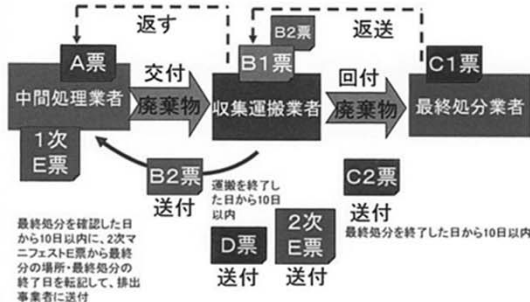 返す
返送
B2票
A票
B1票
C1票
交付
回付
中間処理業者
廃棄物
収集運搬業者
廃棄物
最終処分業者
1次
E票
B2票
送付
運搬を終了し
た日から10日
以内
C2票
送付
最終処分を終了した日から10日以内
D票
送付
2次
E票
送付
最終処分を確認した日
から10日以内に、2次マ
ニフェストE票から最終処
分の場所・最終処分の
終了日を転記して、排出
事業者に送付